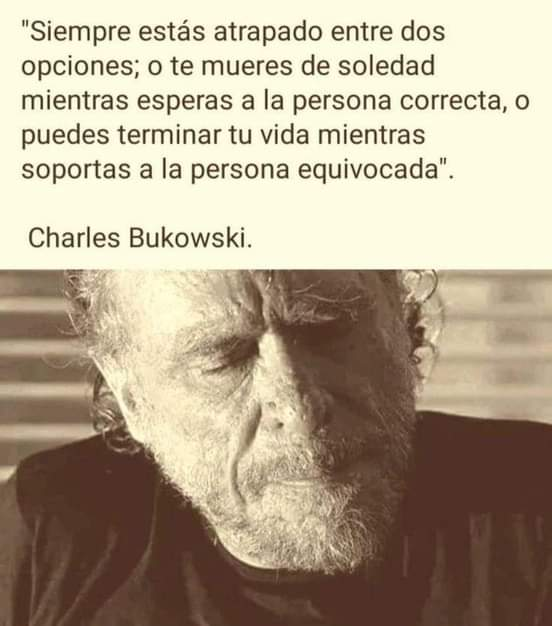 "Siempre estás atrapado entre dos
opciones; o te mueres de soledad
mientras esperas a la persona correcta, o
puedes terminar tu vida mientras
soportas a la persona equivocada".
Charles Bukowski.